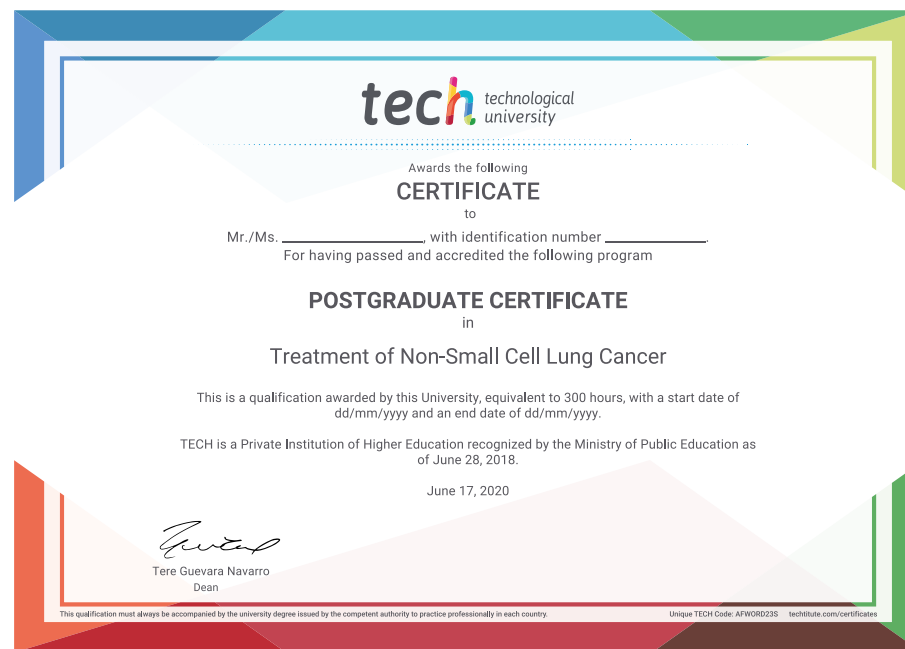 tech technological
university
Awards the following
CERTIFICATE
to
Mr./Ms. ____________________, with identification number ______________.
For having passed and accredited the following program
POSTGRADUATE CERTIFICATE
in
Treatment of Non-Small Cell Lung Cancer
This is a qualification awarded by this University, equivalent to 300 hours, with a start date of
dd/mm/yyyy and an end date of dd/mm/yyyy.
TECH is a Private Institution of Higher Education recognized by the Ministry of Public Education as
of June 28, 2018.
June 17, 2020
Tere Guevara Navarro
Dean
This qualification must always be accompanied by the university degree issued by the competent authority to practice professionally in each country. Unique TECH Code: AFWORD23S techtitute.com/certificates